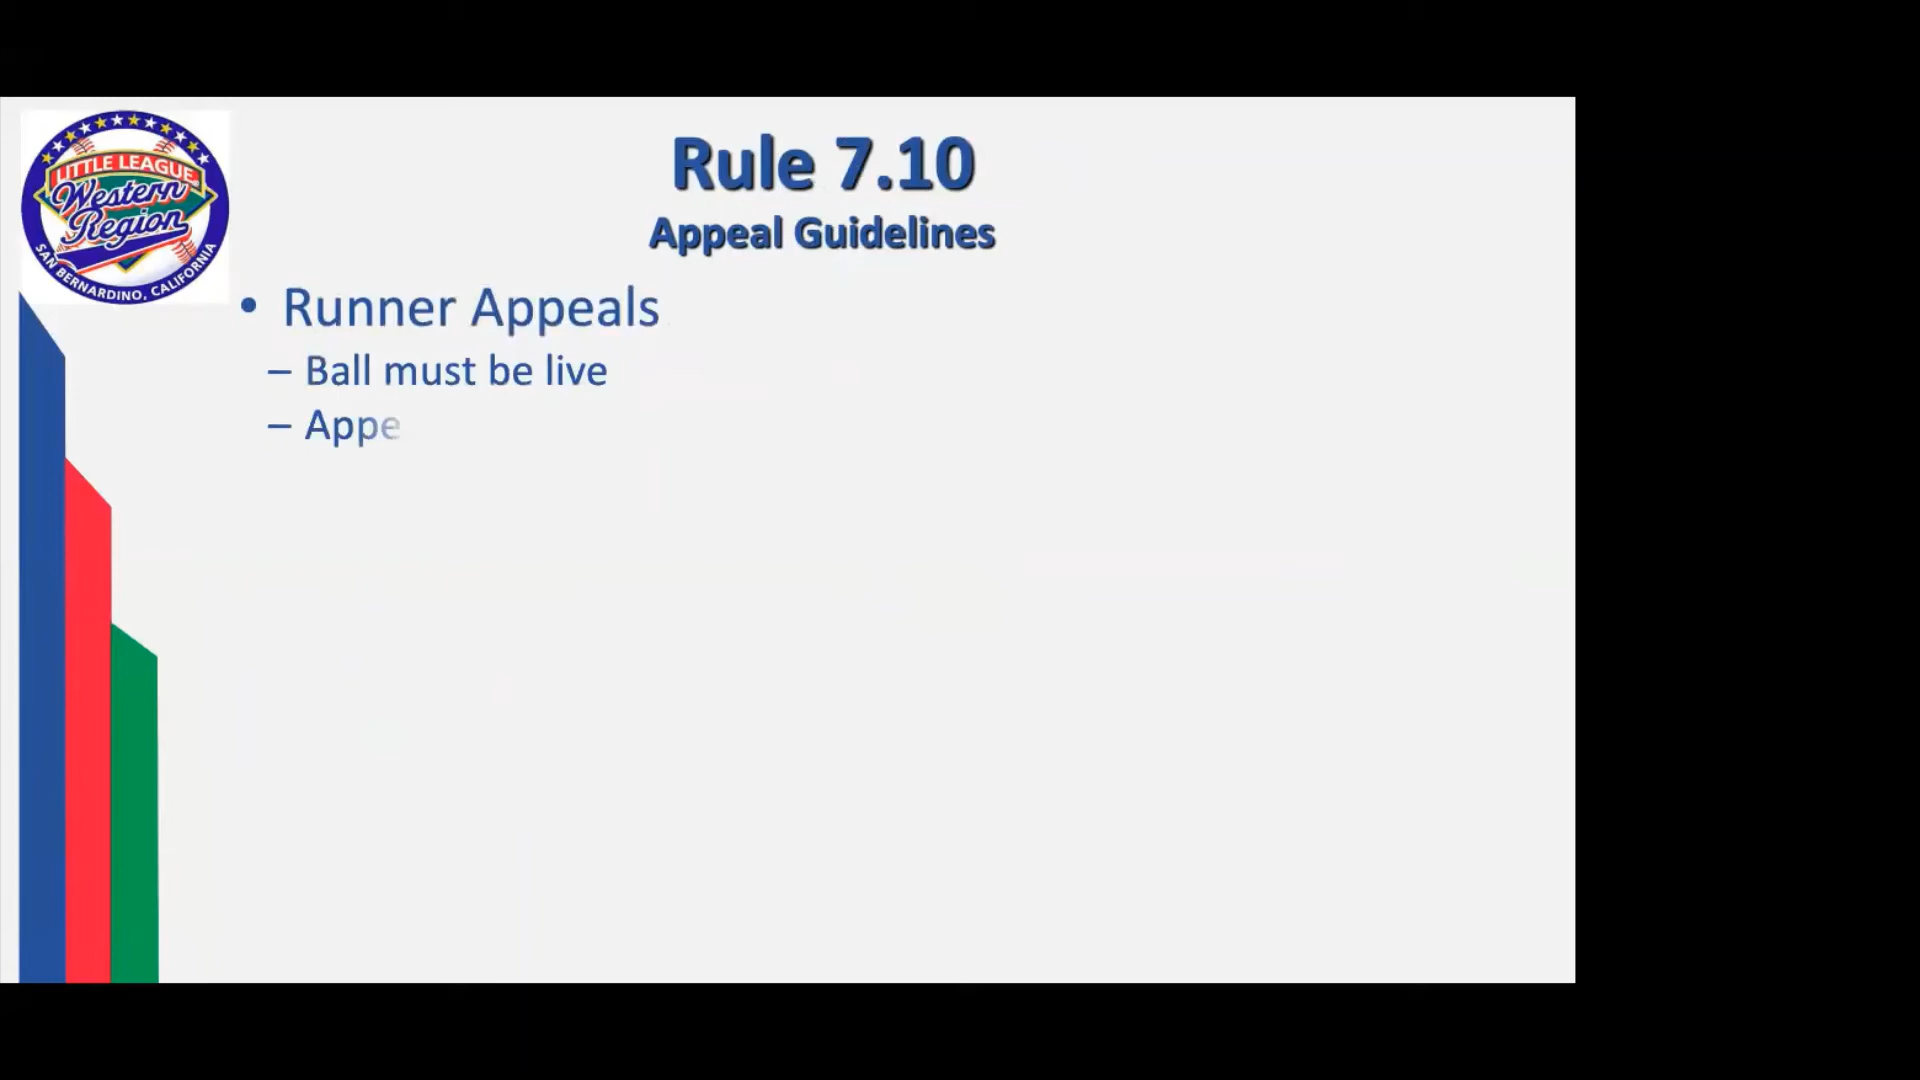 LITTLE LEAGUE
Western
Region
SAN BERNARDINO, CALIFORNIA
Rule 7.10
Appeal Guidelines
• Runner Appeals
– Ball must be live
– Appe